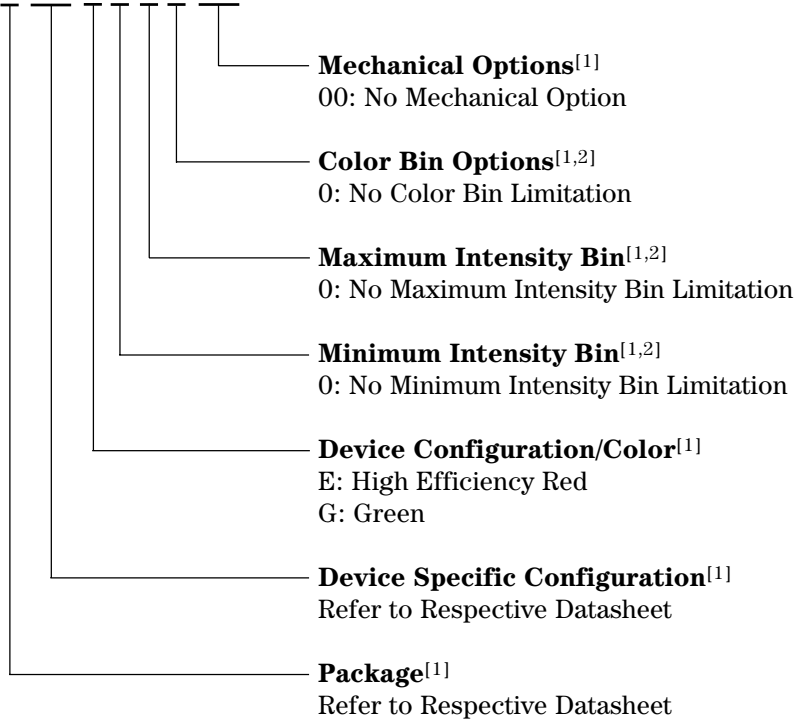 Mechanical Options[1]
00: No Mechanical Option
Color Bin Options[1,2]
0: No Color Bin Limitation
Maximum Intensity Bin[1,2]
0: No Maximum Intensity Bin Limitation
Minimum Intensity Bin[1,2]
0: No Minimum Intensity Bin Limitation
Device Configuration/Color[1]
E: High Efficiency Red
G: Green
Device Specific Configuration[1]
Refer to Respective Datasheet
Package[1]
Refer to Respective Datasheet